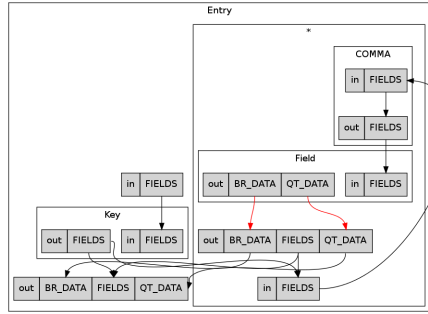 Entry
*
COMMA
in FIELDS
out FIELDS
Field
out BR_DATA QT_DATA
in FIELDS
in FIELDS
Key
out FIELDS
in FIELDS
out BR_DATA FIELDS QT_DATA
out BR_DATA FIELDS QT_DATA
in FIELDS